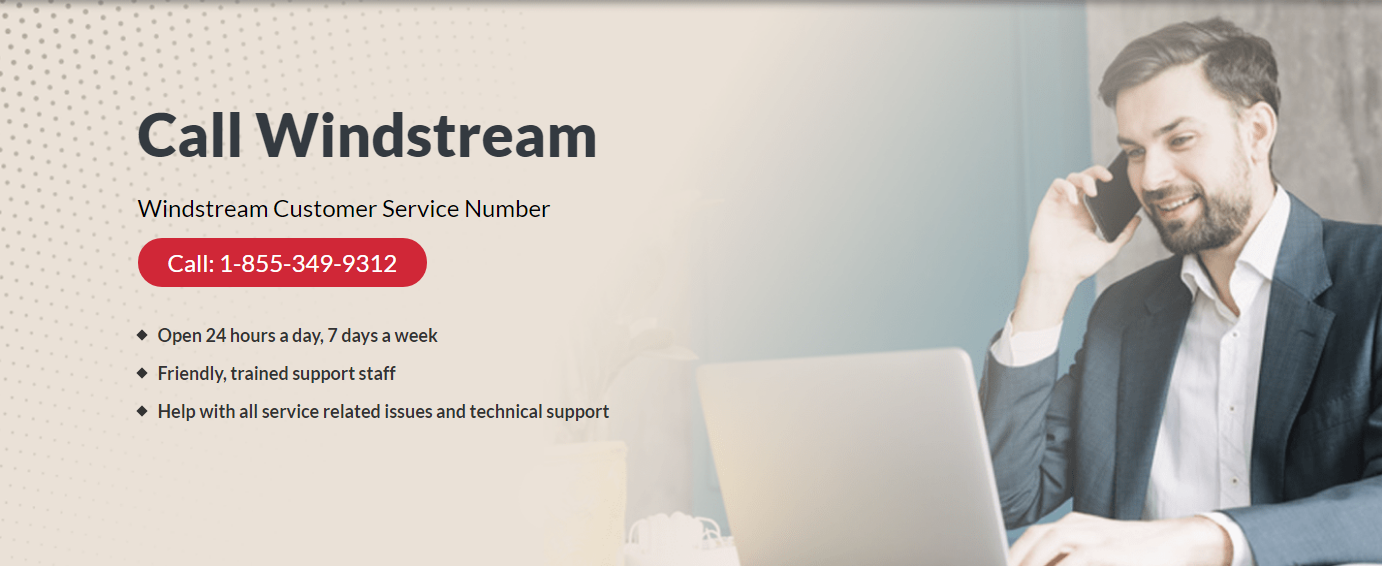 Call Windstream
Windstream Customer Service Number
Call: 1-855-349-9312
Open 24 hours a day, 7 days a week
Friendly, trained support staff
Help with all service related issues and technical support